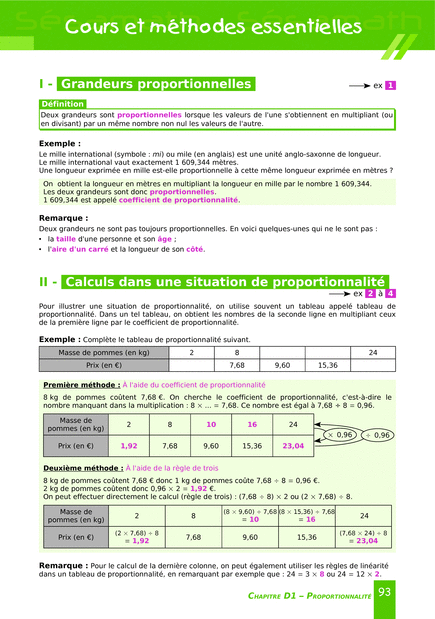 Cours et méthodes essentielles
I - Grandeurs proportionnelles
ex 1
Définition
Deux grandeurs sont proportionnelles lorsque les valeurs de l'une s'obtiennent en multipliant (ou
en divisant) par un même nombre non nul les valeurs de l'autre.
Exemple :
Le mille international (symbole : mi) ou mile (en anglais) est une unité anglo-saxonne de longueur.
Le mille international vaut exactement 1 609,344 mètres.
Une longueur exprimée en mille est-elle proportionnelle à cette même longueur exprimée en mètres ?
On obtient la longueur en mètres en multipliant la longueur en mille par le nombre 1 609,344.
Les deux grandeurs sont donc proportionnelles.
1 609,344 est appelé coefficient de proportionnalité.
Remarque :
Deux grandeurs ne sont pas toujours proportionnelles. En voici quelques-unes qui ne le sont pas :
• la taille d'une personne et son âge ;
• l'aire d'un carré et la longueur de son côté.
II - Calculs dans une situation de proportionnalité
ex 2 à 4
Pour illustrer une situation de proportionnalité, on utilise souvent un tableau appelé tableau de
proportionnalité. Dans un tel tableau, on obtient les nombres de la seconde ligne en multipliant ceux
de la première ligne par le coefficient de proportionnalité.
Exemple : Complète le tableau de proportionnalité suivant.
Masse de pommes (en kg) 2 8 24
Prix (en €) 7,68 9,60 15,36
Première méthode : À l'aide du coefficient de proportionnalité
8 kg de pommes coûtent 7,68 €. On cherche le coefficient de proportionnalité, c'est-à-dire le
nombre manquant dans la multiplication : 8 × ... = 7,68. Ce nombre est égal à 7,68 ÷ 8 = 0,96.
Masse de
pommes (en kg) 2 8 10 16 24
× 0,96 ÷ 0,96
Prix (en €) 1,92 7,68 9,60 15,36 23,04
Deuxième méthode : À l'aide de la règle de trois
8 kg de pommes coûtent 7,68 € donc 1 kg de pommes coûte 7,68 ÷ 8 = 0,96 €.
2 kg de pommes coûtent donc 0,96 × 2 = 1,92 €.
On peut effectuer directement le calcul (règle de trois) : (7,68 ÷ 8) × 2 ou (2 × 7,68) ÷ 8.
Masse de
pommes (en kg) 2 8 (8 × 9,60) ÷ 7,68 = 10 (8 × 15,36) ÷ 7,68 = 16 24
Prix (en €) (2 × 7,68) ÷ 8 = 1,92 7,68 9,60 15,36 (7,68 × 24) ÷ 8 = 23,04
Remarque : Pour le calcul de la dernière colonne, on peut également utiliser les règles de linéarité
dans un tableau de proportionnalité, en remarquant par exemple que : 24 = 3 × 8 ou 24 = 12 × 2.
CHAPITRE D1 – PROPORTIONNALITÉ 93